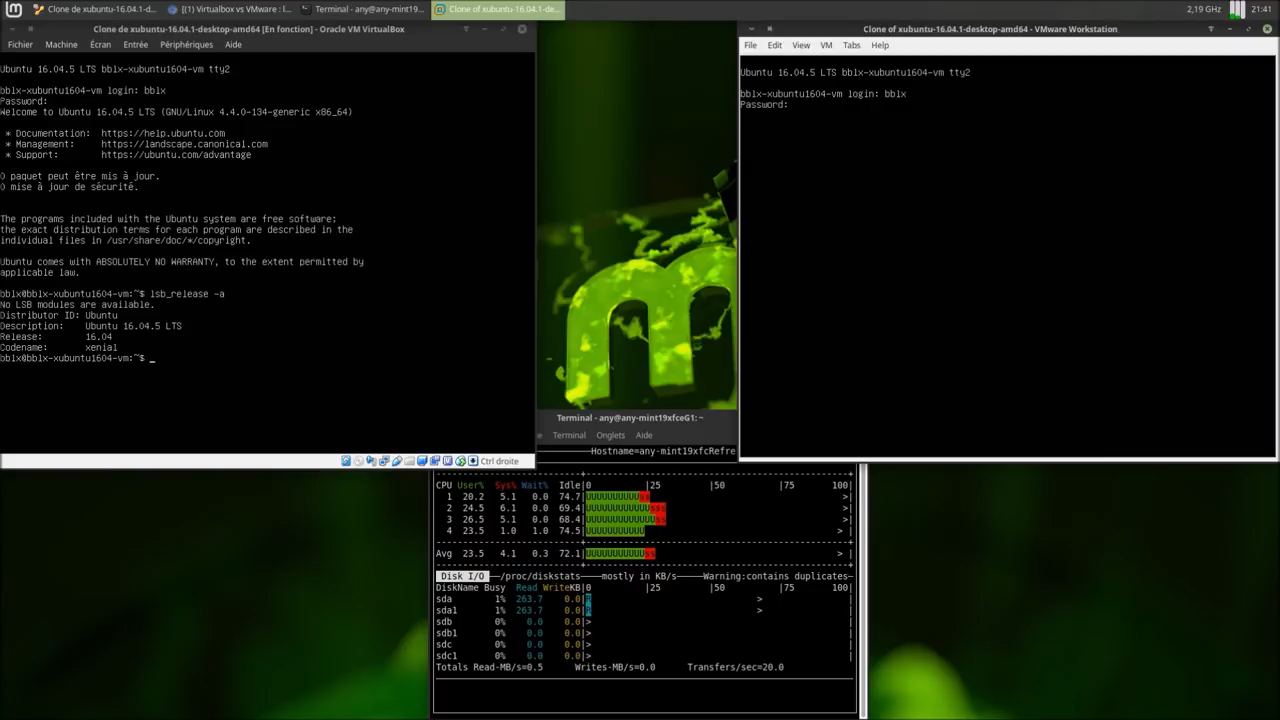 Clone de xubuntu-16.04.1-d...
[(1) Virtualbox vs VMware : l...
Terminal - any@any-mint19...
Clone of xubuntu-16.04.1-de...
2,19 GHz
21:41
Clone de xubuntu-16.04.1-desktop-amd64 [En fonction] - Oracle VM VirtualBox
Fichier Machine Écran Entrée Périphériques Aide
Ubuntu 16.04.5 LTS bblx-xubuntu1604-vm tty2
bblx-xubuntu1604-vm login: bblx
Password:
Welcome to Ubuntu 16.04.5 LTS (GNU/Linux 4.4.0-134-generic x86_64)
* Documentation: https://help.ubuntu.com
* Management: https://landscape.canonical.com
* Support: https://ubuntu.com/advantage
0 paquet peut être mis à jour.
0 mise à jour de sécurité.
The programs included with the Ubuntu system are free software;
the exact distribution terms for each program are described in the
individual files in /usr/share/doc/*/copyright.
Ubuntu comes with ABSOLUTELY NO WARRANTY, to the extent permitted by
applicable law.
bblx@bblx-xubuntu1604-vm:~$ lsb_release -a
No LSB modules are available.
Distributor ID: Ubuntu
Description: Ubuntu 16.04.5 LTS
Release: 16.04
Codename: xenial
bblx@bblx-xubuntu1604-vm:~$ _
Ctrl droite
Clone of xubuntu-16.04.1-desktop-amd64 - VMware Workstation
File Edit View VM Tabs Help
Ubuntu 16.04.5 LTS bblx-xubuntu1604-vm tty2
bblx-xubuntu1604-vm login: bblx
Password:
Terminal - any@any-mint19xfceG1: ~
Terminal Onglets Aide
Hostname=any-mint19xfcRefre
CPU User% Sys% Wait% Idle|0 |25 |50 |75 100|
1 20.2 5.1 0.0 74.7|UUUUUUUUUUss >|
2 24.5 6.1 0.0 69.4|UUUUUUUUUUUUsss >|
3 26.5 5.1 0.0 68.4|UUUUUUUUUUUUUss >|
4 23.5 1.0 1.0 74.5|UUUUUUUUUUU > |
Avg 23.5 4.1 0.3 72.1|UUUUUUUUUUUss > |
Disk I/O /proc/diskstats mostly in KB/s Warning:contains duplicates
DiskName Busy Read WriteKB|0 |25 |50 |75 100|
sda 1% 263.7 0.0|R > |
sda1 1% 263.7 0.0|R > |
sdb 0% 0.0 0.0|> |
sdb1 0% 0.0 0.0|> |
sdc 0% 0.0 0.0|> |
sdc1 0% 0.0 0.0|> |
Totals Read-MB/s=0.5 Writes-MB/s=0.0 Transfers/sec=20.0